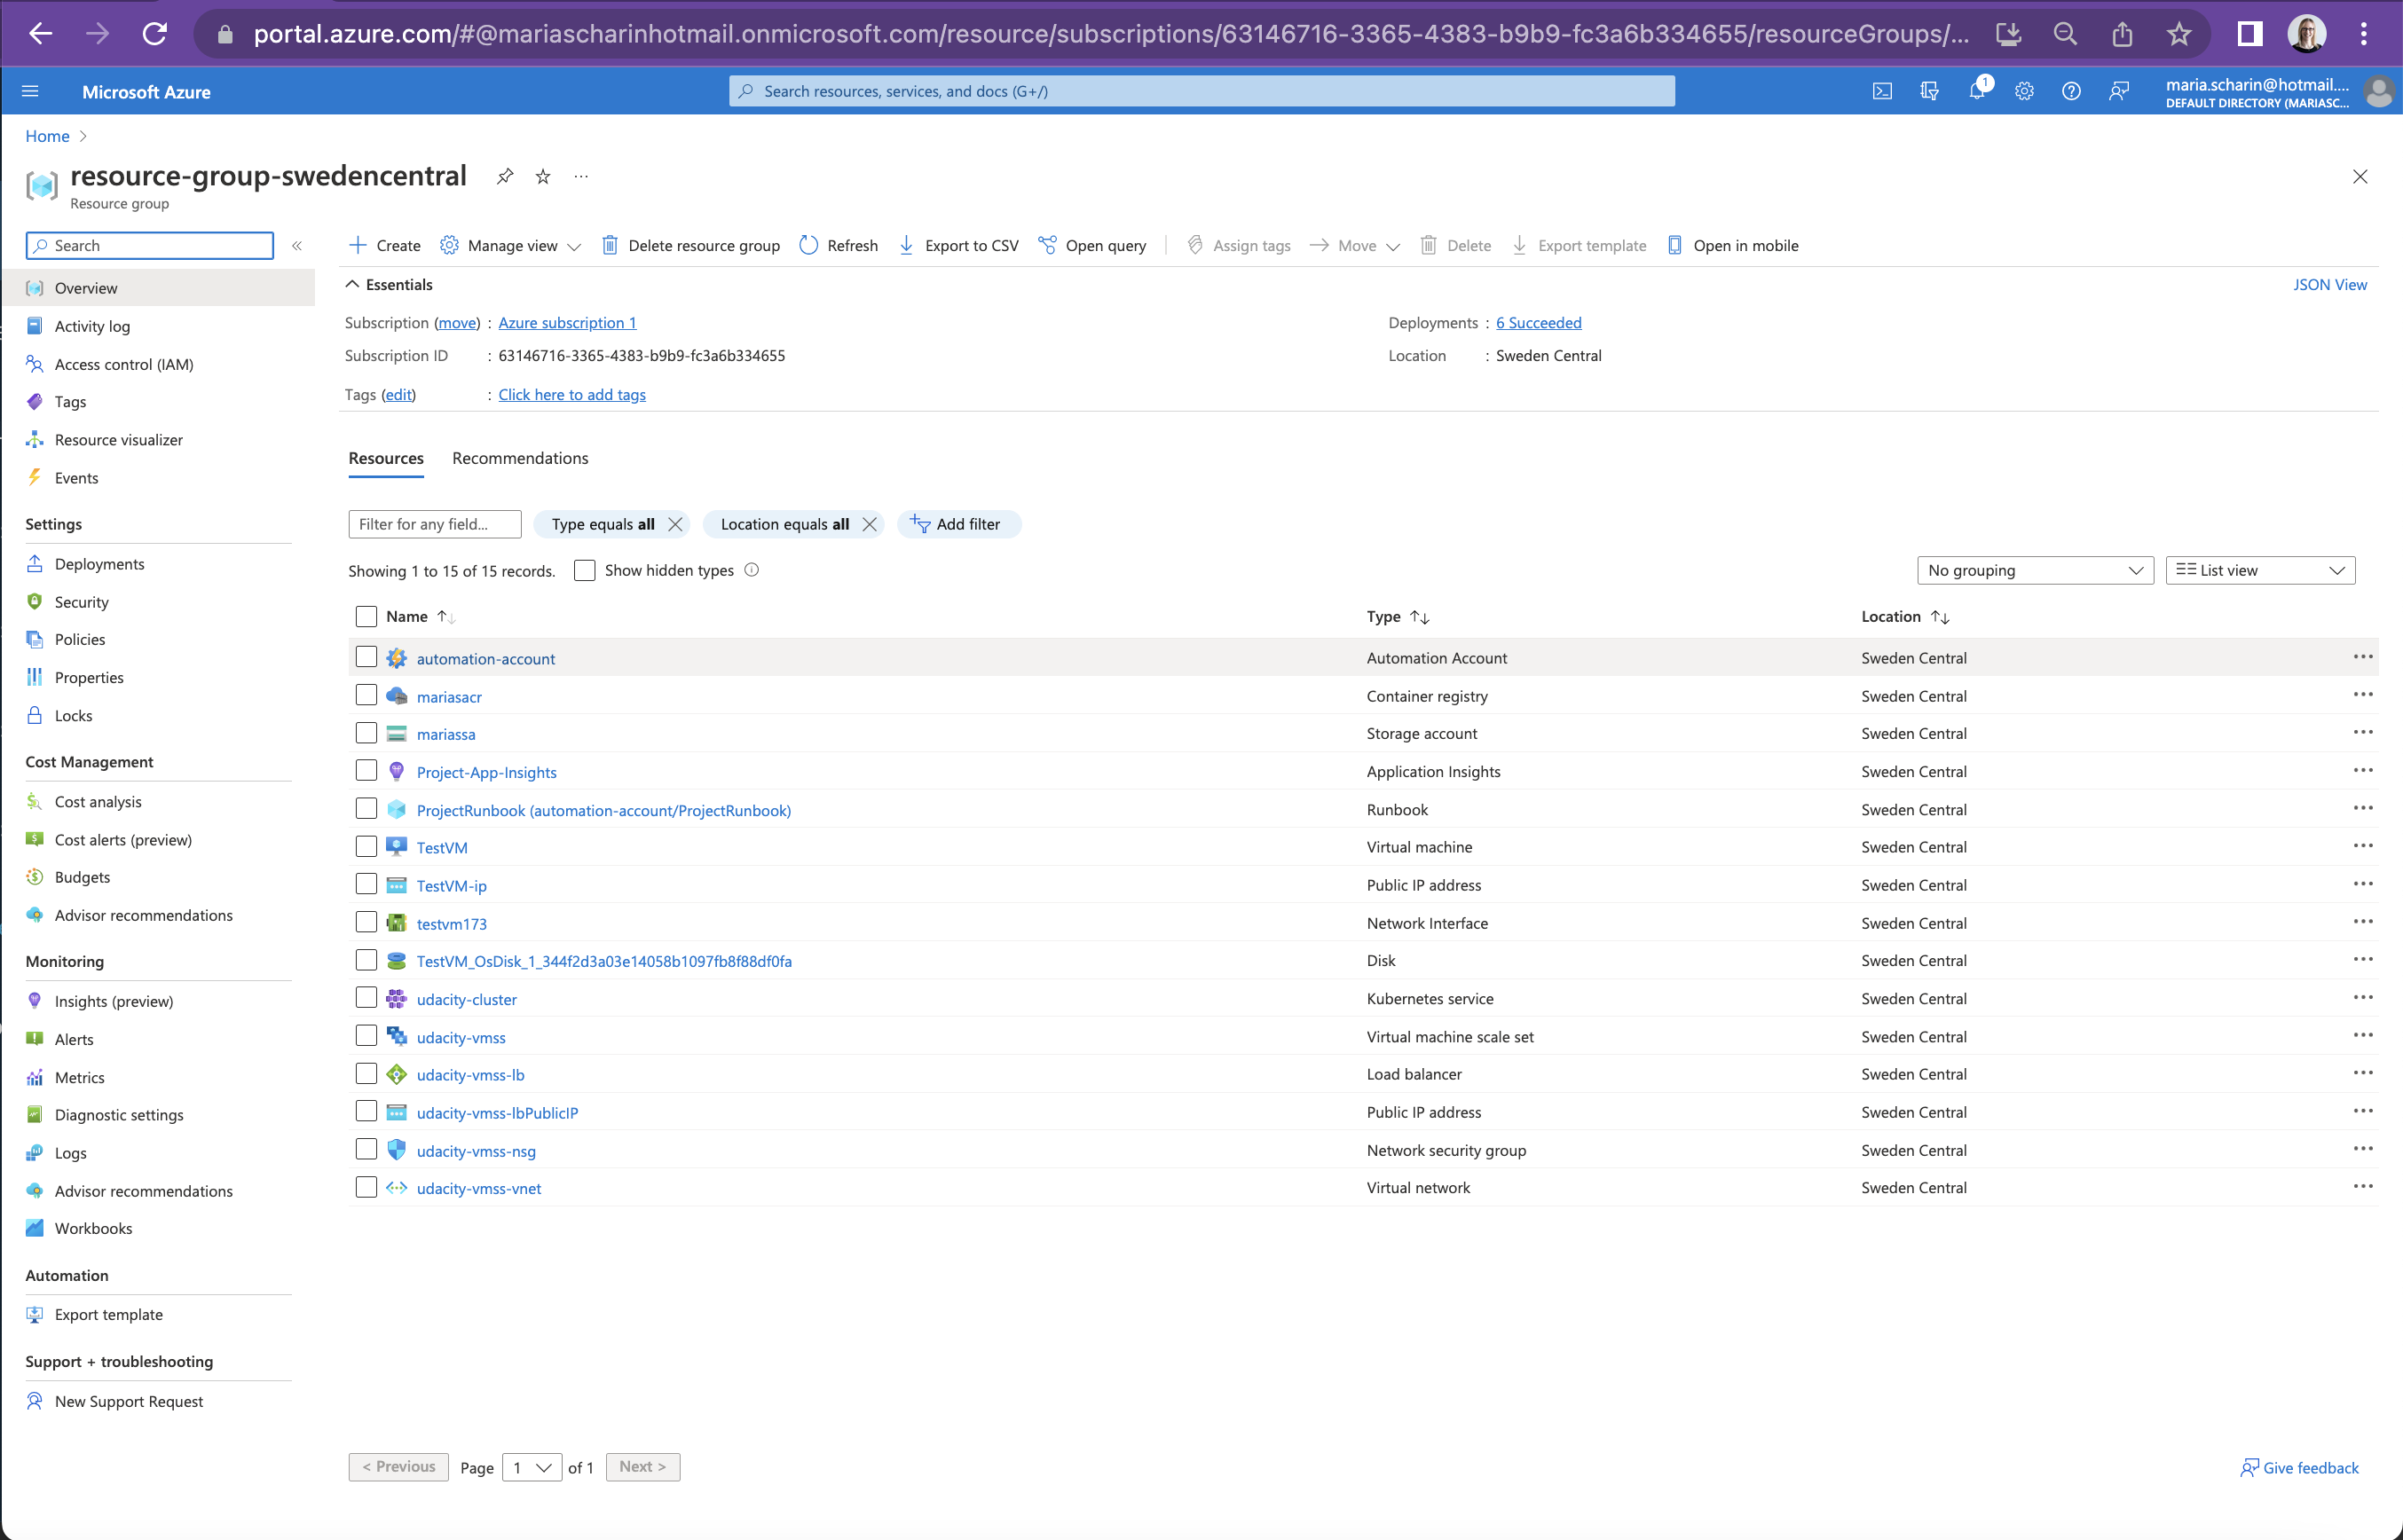 portal.azure.com/#@mariascharinhotmail.onmicrosoft.com/resource/subscriptions/63146716-3365-4383-b9b9-fc3a6b334655/resourceGroups/...
Microsoft Azure
Search resources, services, and docs (G+/)
1
maria.scharin@hotmail....
DEFAULT DIRECTORY (MARIASC...
Home >
resource-group-swedencentral
Resource group
Search
Create Manage view Delete resource group Refresh Export to CSV Open query Assign tags Move Delete Export template Open in mobile
Overview
Activity log
Access control (IAM)
Tags
Resource visualizer
Events
Settings
Deployments
Security
Policies
Properties
Locks
Cost Management
Cost analysis
Cost alerts (preview)
Budgets
Advisor recommendations
Monitoring
Insights (preview)
Alerts
Metrics
Diagnostic settings
Logs
Advisor recommendations
Workbooks
Automation
Export template
Support + troubleshooting
New Support Request
Essentials JSON View
Subscription (move) : Azure subscription 1
Subscription ID : 63146716-3365-4383-b9b9-fc3a6b334655
Tags (edit) : Click here to add tags
Deployments : 6 Succeeded
Location : Sweden Central
Resources Recommendations
Filter for any field... Type equals all Location equals all Add filter
Showing 1 to 15 of 15 records. Show hidden types No grouping List view
Name Type Location
automation-account Automation Account Sweden Central
mariasacr Container registry Sweden Central
mariassa Storage account Sweden Central
Project-App-Insights Application Insights Sweden Central
ProjectRunbook (automation-account/ProjectRunbook) Runbook Sweden Central
TestVM Virtual machine Sweden Central
TestVM-ip Public IP address Sweden Central
testvm173 Network Interface Sweden Central
TestVM_OsDisk_1_344f2d3a03e14058b1097fb8f88df0fa Disk Sweden Central
udacity-cluster Kubernetes service Sweden Central
udacity-vmss Virtual machine scale set Sweden Central
udacity-vmss-lb Load balancer Sweden Central
udacity-vmss-lbPublicIP Public IP address Sweden Central
udacity-vmss-nsg Network security group Sweden Central
udacity-vmss-vnet Virtual network Sweden Central
< Previous Page 1 of 1 Next >
Give feedback